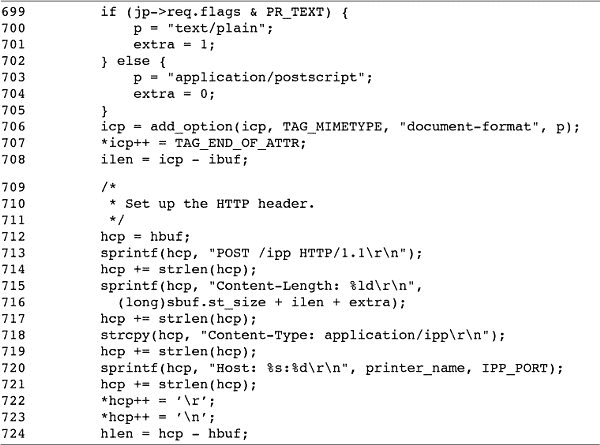 699         if (jp->req.flags & PR_TEXT) {
700             p = "text/plain";
701             extra = 1;
702         } else {
703             p = "application/postscript";
704             extra = 0;
705         }
706         icp = add_option(icp, TAG_MIMETYPE, "document-format", p);
707         *icp++ = TAG_END_OF_ATTR;
708         ilen = icp - ibuf;
709         /*
710          * Set up the HTTP header.
711          */
712         hcp = hbuf;
713         sprintf(hcp, "POST /ipp HTTP/1.1\r\n");
714         hcp += strlen(hcp);
715         sprintf(hcp, "Content-Length: %ld\r\n",
716           (long)sbuf.st_size + ilen + extra);
717         hcp += strlen(hcp);
718         strcpy(hcp, "Content-Type: application/ipp\r\n");
719         hcp += strlen(hcp);
720         sprintf(hcp, "Host: %s:%d\r\n", printer_name, IPP_PORT);
721         hcp += strlen(hcp);
722         *hcp++ = '\r';
723         *hcp++ = '\n';
724         hlen = hcp - hbuf;